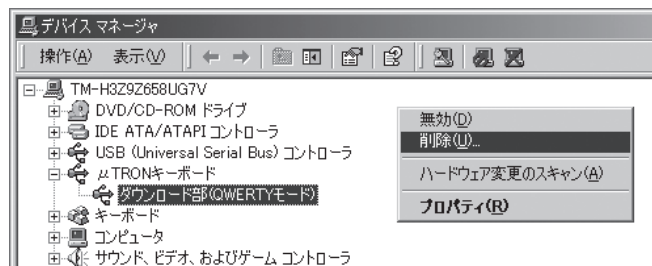 デバイス マネージャ
操作(A) 表示(V)
TM-H3Z9Z658UG7V
DVD/CD-ROM ドライブ
IDE ATA/ATAPI コントローラ
USB (Universal Serial Bus) コントローラ
μTRONキーボード
ダウンロード部(QWERTYモード)
キーボード
コンピュータ
サウンド、ビデオ、およびゲーム コントローラ
無効(D)
削除(U)...
ハードウェア変更のスキャン(A)
プロパティ(R)